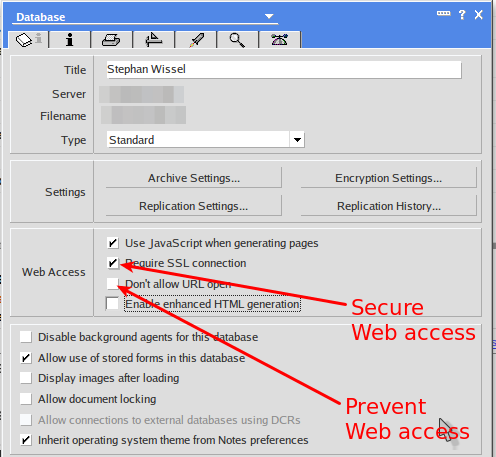 Database
Title Stephan Wissel
Server
Filename
Type Standard
Settings Archive Settings... Encryption Settings...
Replication Settings... Replication History...
Web Access Use JavaScript when generating pages
Require SSL connection
Don't allow URL open
Enable enhanced HTML generation
Secure
Web access
Disable background agents for this database
Allow use of stored forms in this database
Display images after loading
Allow document locking
Allow connections to external databases using DCRs
Inherit operating system theme from Notes preferences
Prevent
Web access